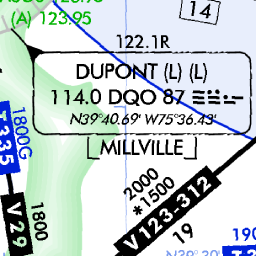 (A) 123.95
14
122.1R
DUPONT (L) (L)
114.0 DQO 87
N39°40.69' W75°36.43'
MILLVILLE
T335
1800G
V29
1800
2000
*1500
V123-312
19
190